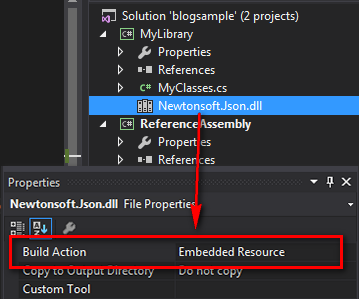 Solution 'blogsample' (2 projects)
C# MyLibrary
Properties
References
C# MyClasses.cs
Newtonsoft.Json.dll
C# ReferenceAssembly
Properties
References
Properties
Newtonsoft.Json.dll File Properties
Build Action Embedded Resource
Copy to Output Directory Do not copy
Custom Tool